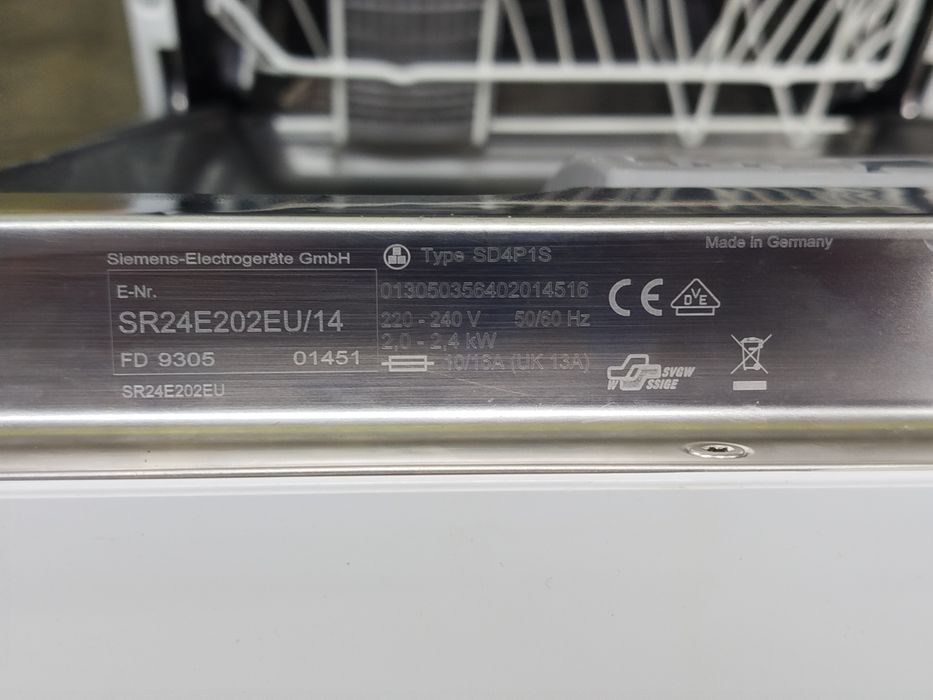 Siemens-Electrogeräte GmbH
Type SD4P1S
Made in Germany
E-Nr.
SR24E202EU/14
FD 9305 01451
SR24E202EU
013050356402014516
220 - 240 V 50/60 Hz
2,0 - 2,4 kW
10/16A (UK 13A)
CE
DVE
SVGW
SSIGE
W